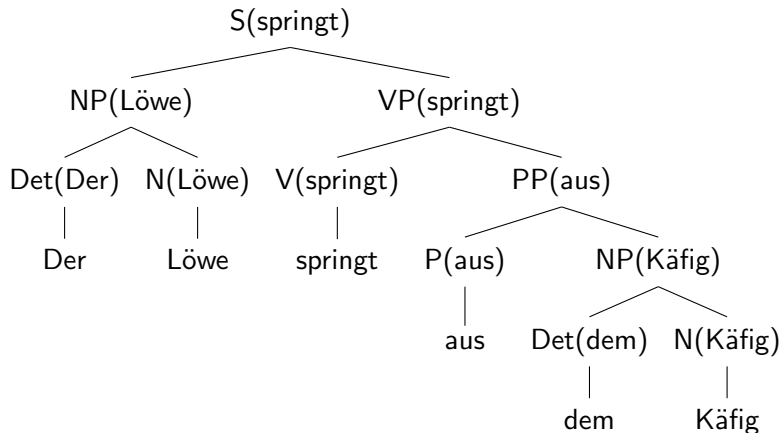 S(springt)
NP(Löwe) VP(springt)
Det(Der) N(Löwe) V(springt) PP(aus)
Der Löwe springt P(aus) NP(Käfig)
aus Det(dem) N(Käfig)
dem Käfig